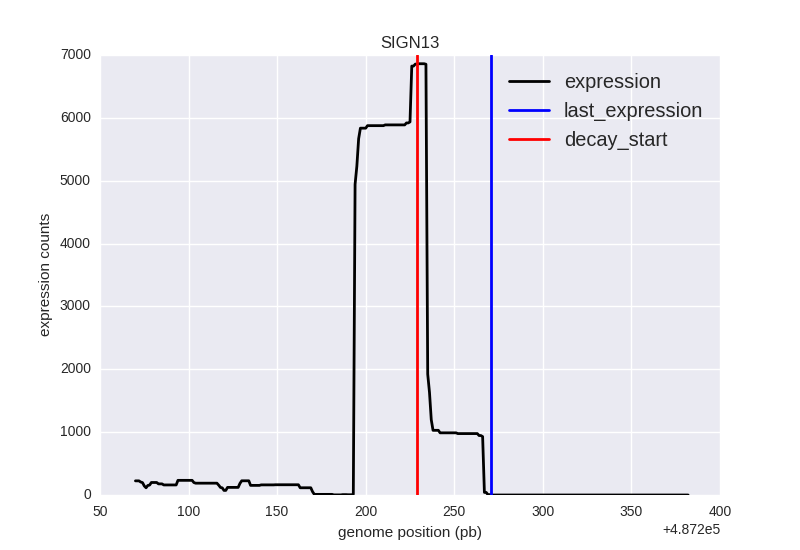 SIGN13
7000
6000
5000
4000
3000
2000
1000
0
expression counts
expression
last_expression
decay_start
50 100 150 200 250 300 350 400
genome position (pb)
+4.872e5